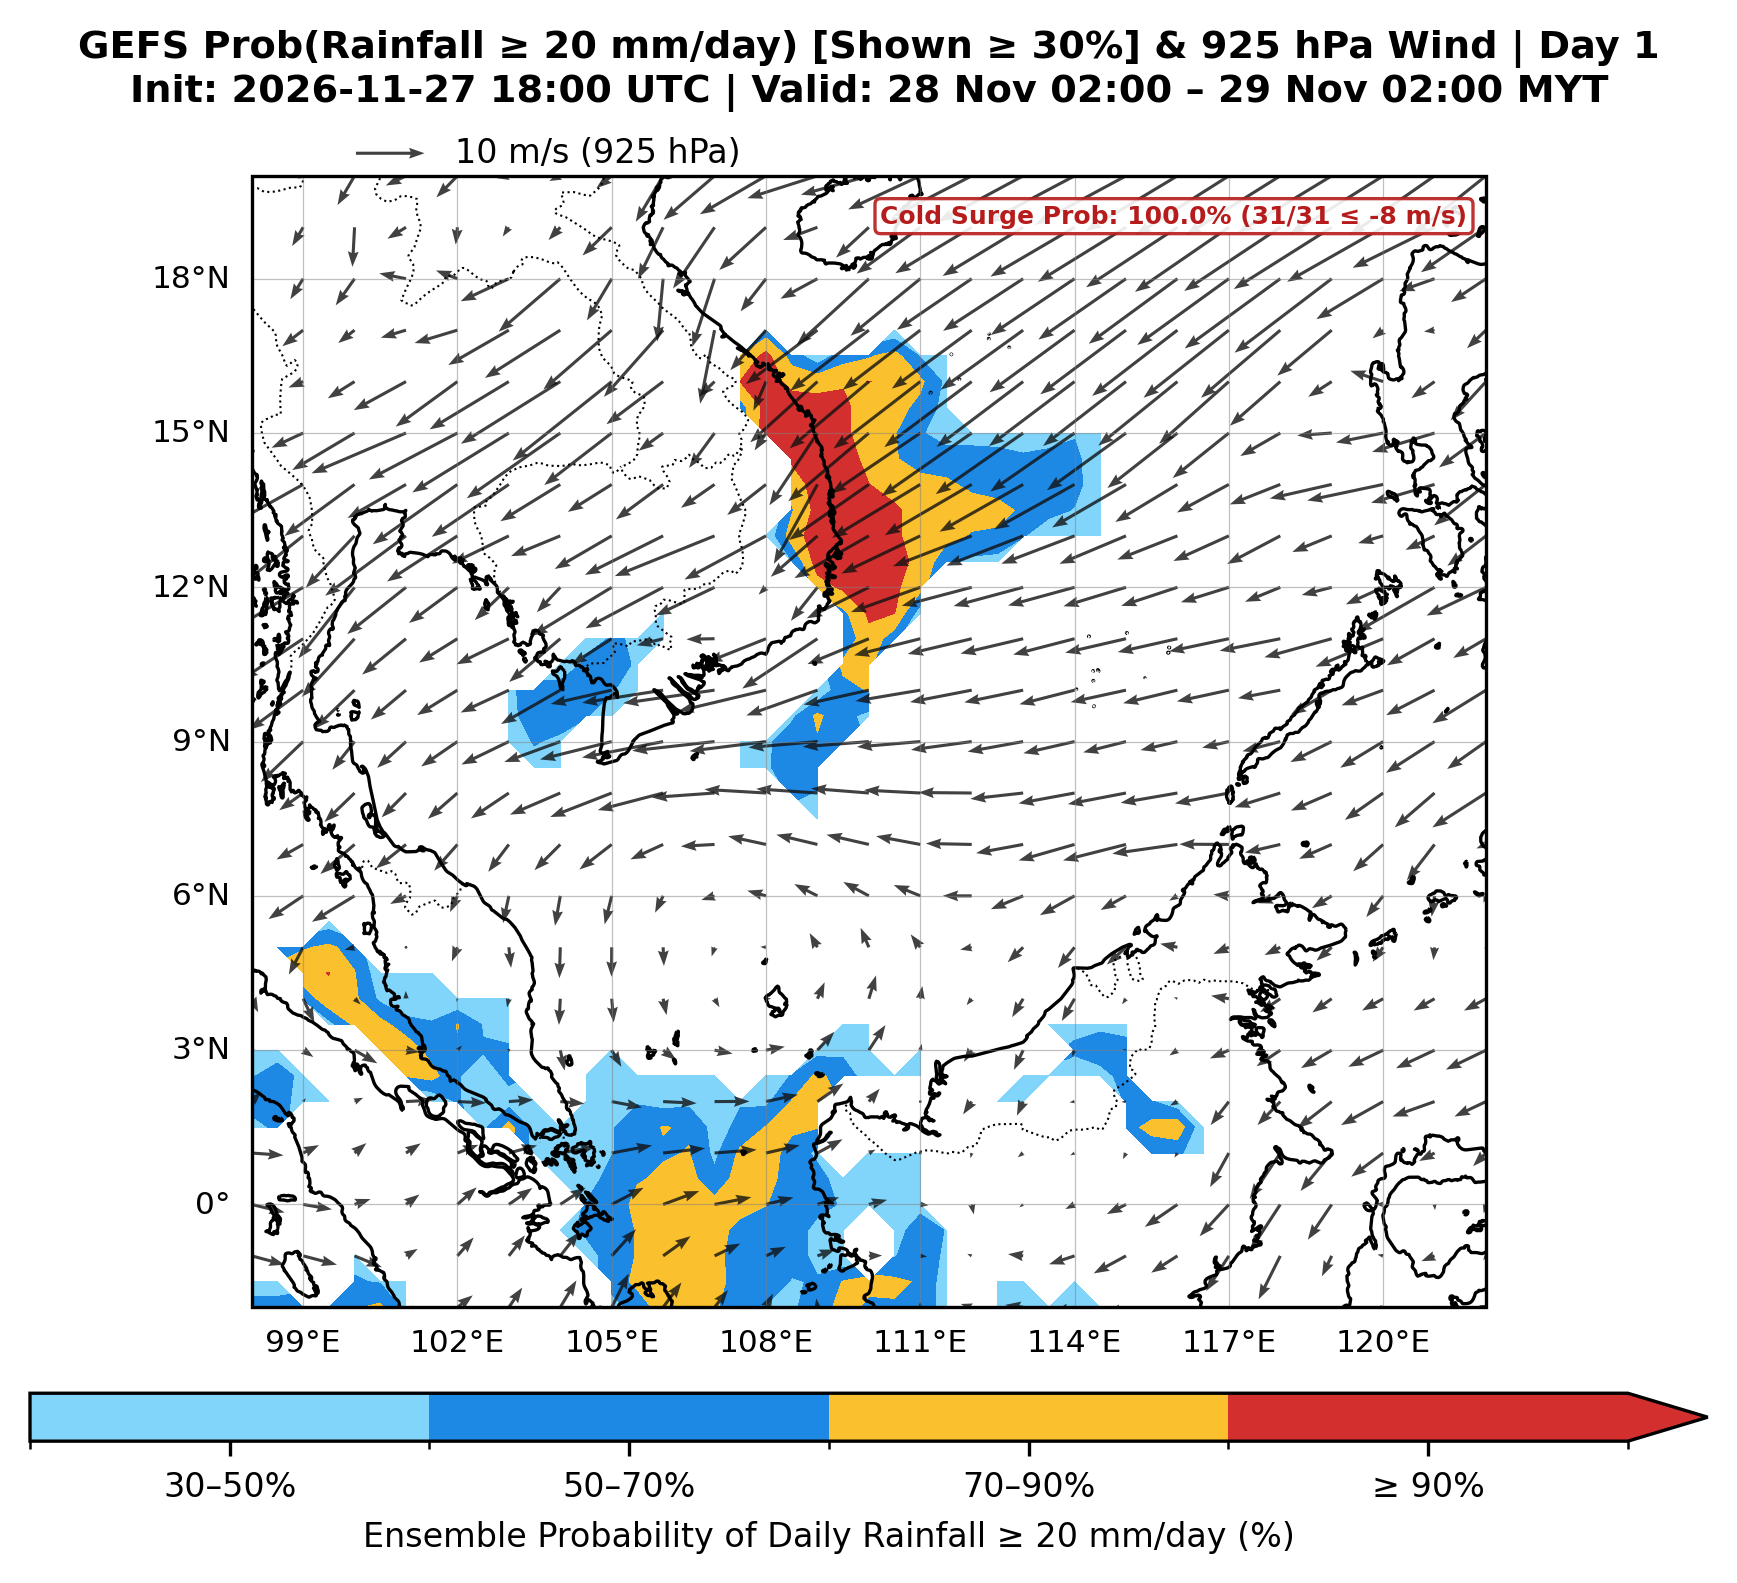 GEFS Prob(Rainfall ≥ 20 mm/day) [Shown ≥ 30%] & 925 hPa Wind | Day 1
Init: 2026-11-27 18:00 UTC | Valid: 28 Nov 02:00 – 29 Nov 02:00 MYT
10 m/s (925 hPa)
Cold Surge Prob: 100.0% (31/31 ≤ -8 m/s)
18°N
15°N
12°N
9°N
6°N
3°N
0°
99°E 102°E 105°E 108°E 111°E 114°E 117°E 120°E
30–50% 50–70% 70–90% ≥ 90%
Ensemble Probability of Daily Rainfall ≥ 20 mm/day (%)